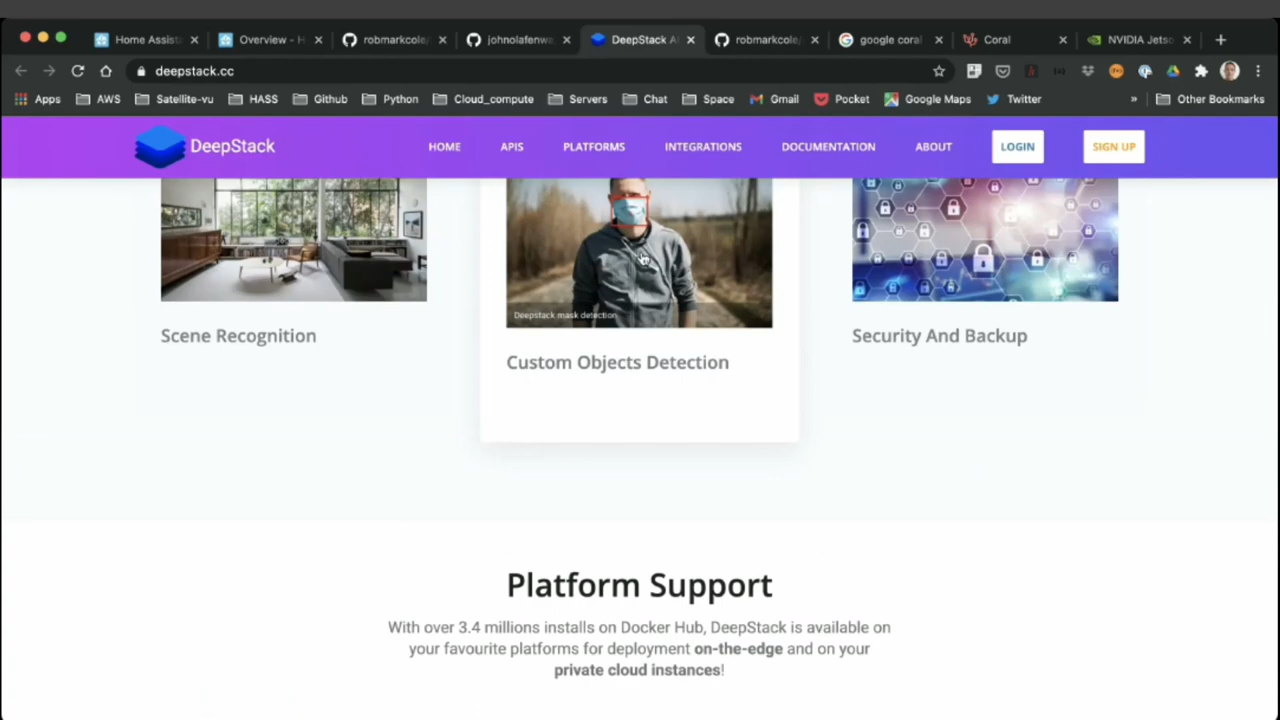 Home Assista
Overview - H
robmarkcole/
johnolafenwa
DeepStack A
robmarkcole/
google coral
Coral
NVIDIA Jetso
deepstack.cc
Apps
AWS
Satellite-vu
HASS
Github
Python
Cloud_compute
Servers
Chat
Space
Gmail
Pocket
Google Maps
Twitter
»
Other Bookmarks
DeepStack
HOME
APIS
PLATFORMS
INTEGRATIONS
DOCUMENTATION
ABOUT
LOGIN
SIGN UP
Deepstack mask detection
Scene Recognition
Custom Objects Detection
Security And Backup
Platform Support
With over 3.4 millions installs on Docker Hub, DeepStack is available on
your favourite platforms for deployment on-the-edge and on your
private cloud instances!